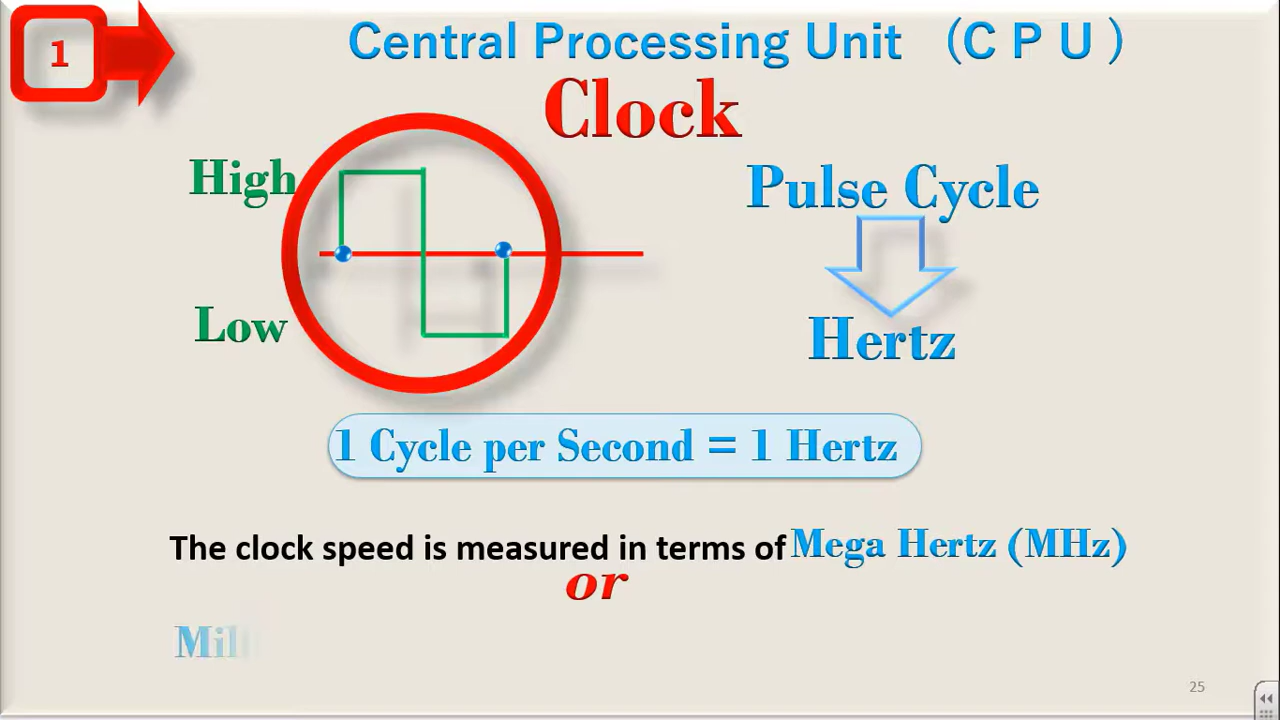 1
Central Processing Unit (C P U )
Clock
High
Pulse Cycle
Low
Hertz
1 Cycle per Second = 1 Hertz
The clock speed is measured in terms of Mega Hertz (MHz)
or
25